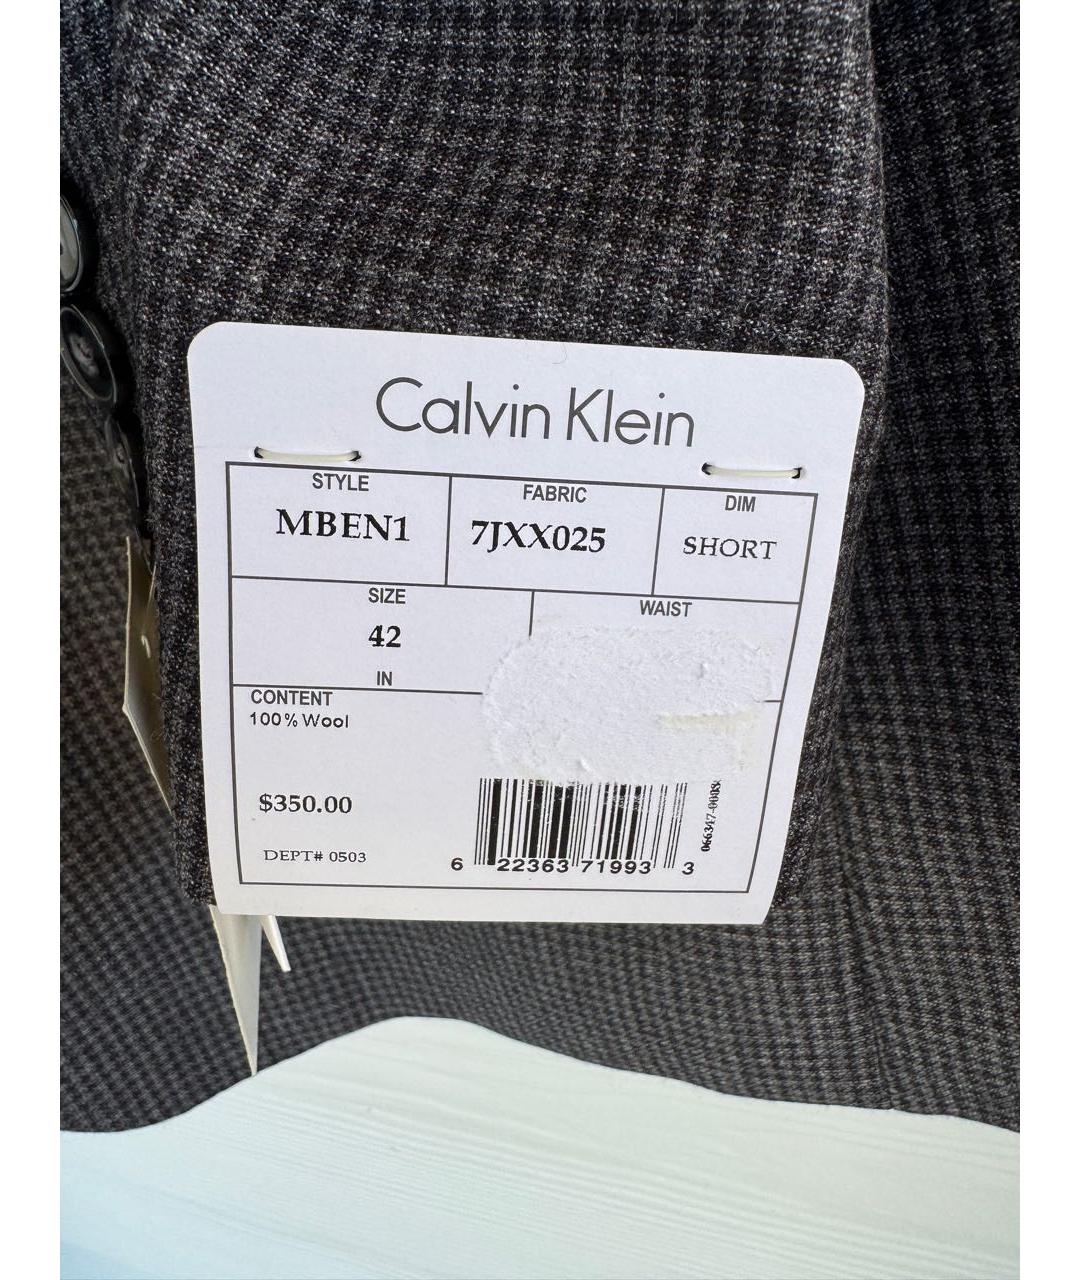 Calvin Klein
STYLE FABRIC DIM
MBEN1 7JXX025 SHORT
SIZE WAIST
42
IN
CONTENT
100% Wool
$350.00
DEPT# 0503
6 22363 71993 3